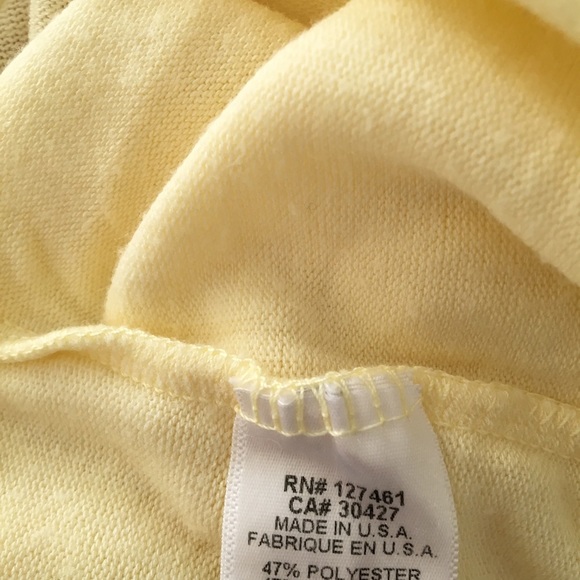 RN# 127461
CA# 30427
MADE IN U.S.A.
FABRIQUE EN U.S.A.
47% POLYESTER